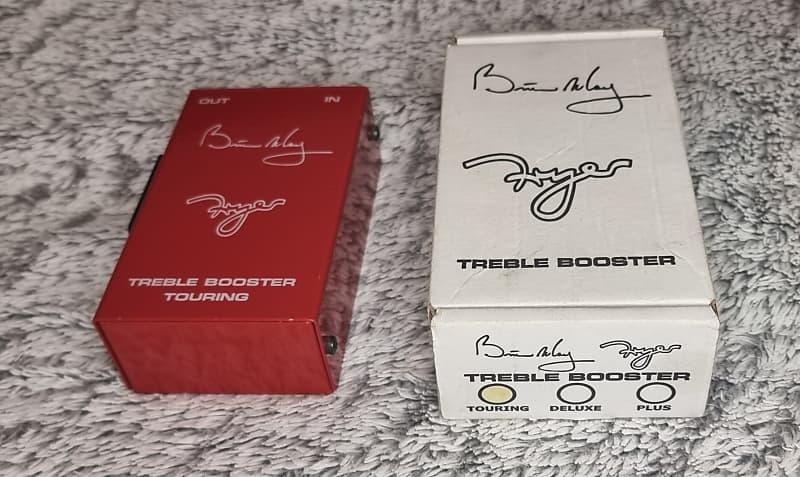 OUT IN
Brian May
Fryer
TREBLE BOOSTER
TOURING
Brian May
Fryer
TREBLE BOOSTER
Brian May Fryer
TREBLE BOOSTER
TOURING DELUXE PLUS